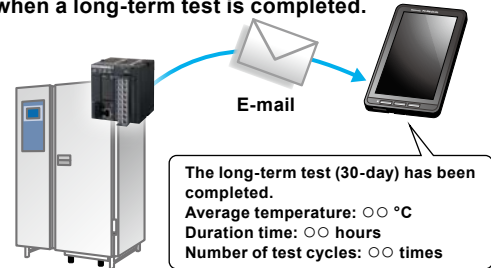 when a long-term test is completed.
E-mail
The long-term test (30-day) has been
completed.
Average temperature: ○○ °C
Duration time: ○○ hours
Number of test cycles: ○○ times